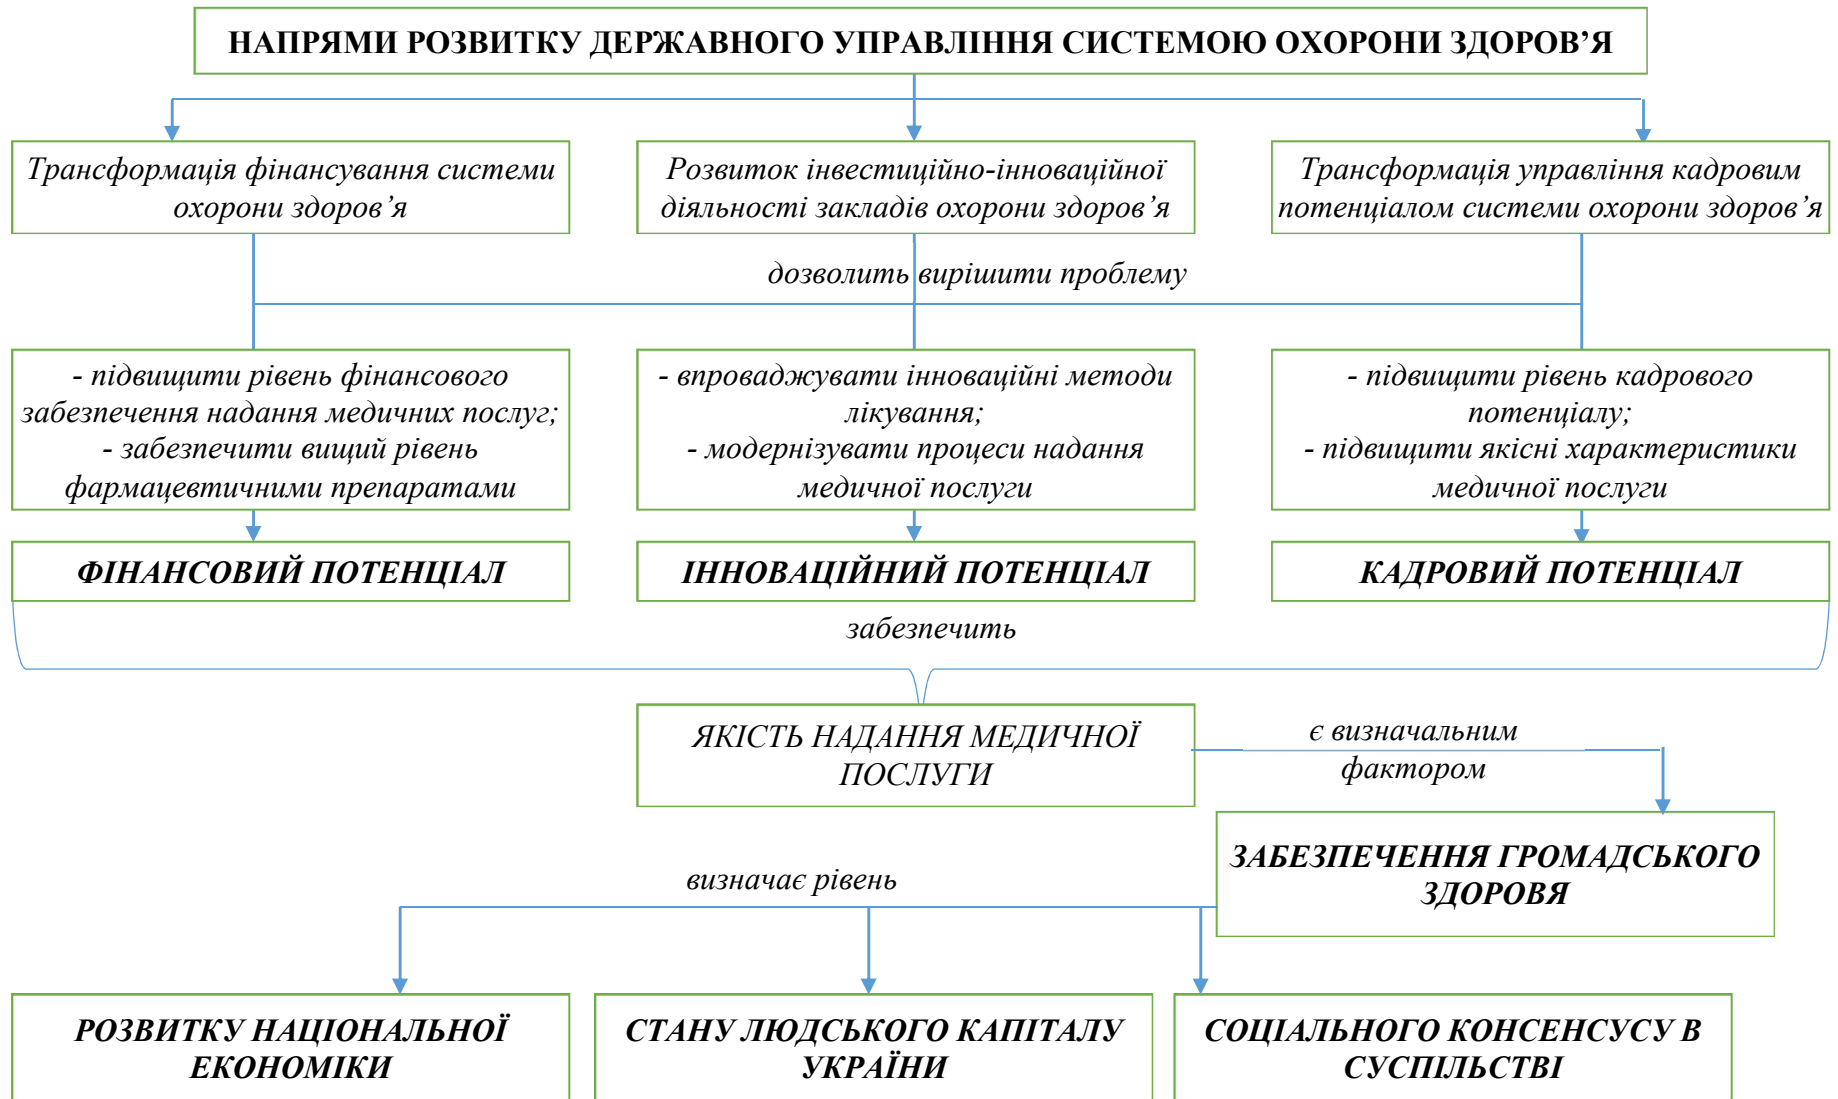 НАПРЯМИ РОЗВИТКУ ДЕРЖАВНОГО УПРАВЛІННЯ СИСТЕМОЮ ОХОРОНИ ЗДОРОВ’Я
Трансформація фінансування системи
охорони здоров’я
Розвиток інвестиційно-інноваційної
діяльності закладів охорони здоров’я
Трансформація управління кадровим
потенціалом системи охорони здоров’я
дозволить вирішити проблему
- підвищити рівень фінансового
забезпечення надання медичних послуг;
- забезпечити вищий рівень
фармацевтичними препаратами
- впроваджувати інноваційні методи
лікування;
- модернізувати процеси надання
медичної послуги
- підвищити рівень кадрового
потенціалу;
- підвищити якісні характеристики
медичної послуги
ФІНАНСОВИЙ ПОТЕНЦІАЛ
ІННОВАЦІЙНИЙ ПОТЕНЦІАЛ
КАДРОВИЙ ПОТЕНЦІАЛ
забезпечить
ЯКІСТЬ НАДАННЯ МЕДИЧНОЇ
ПОСЛУГИ
є визначальним
фактором
ЗАБЕЗПЕЧЕННЯ ГРОМАДСЬКОГО
ЗДОРОВЯ
визначає рівень
РОЗВИТКУ НАЦІОНАЛЬНОЇ
ЕКОНОМІКИ
СТАНУ ЛЮДСЬКОГО КАПІТАЛУ
УКРАЇНИ
СОЦІАЛЬНОГО КОНСЕНСУСУ В
СУСПІЛЬСТВІ